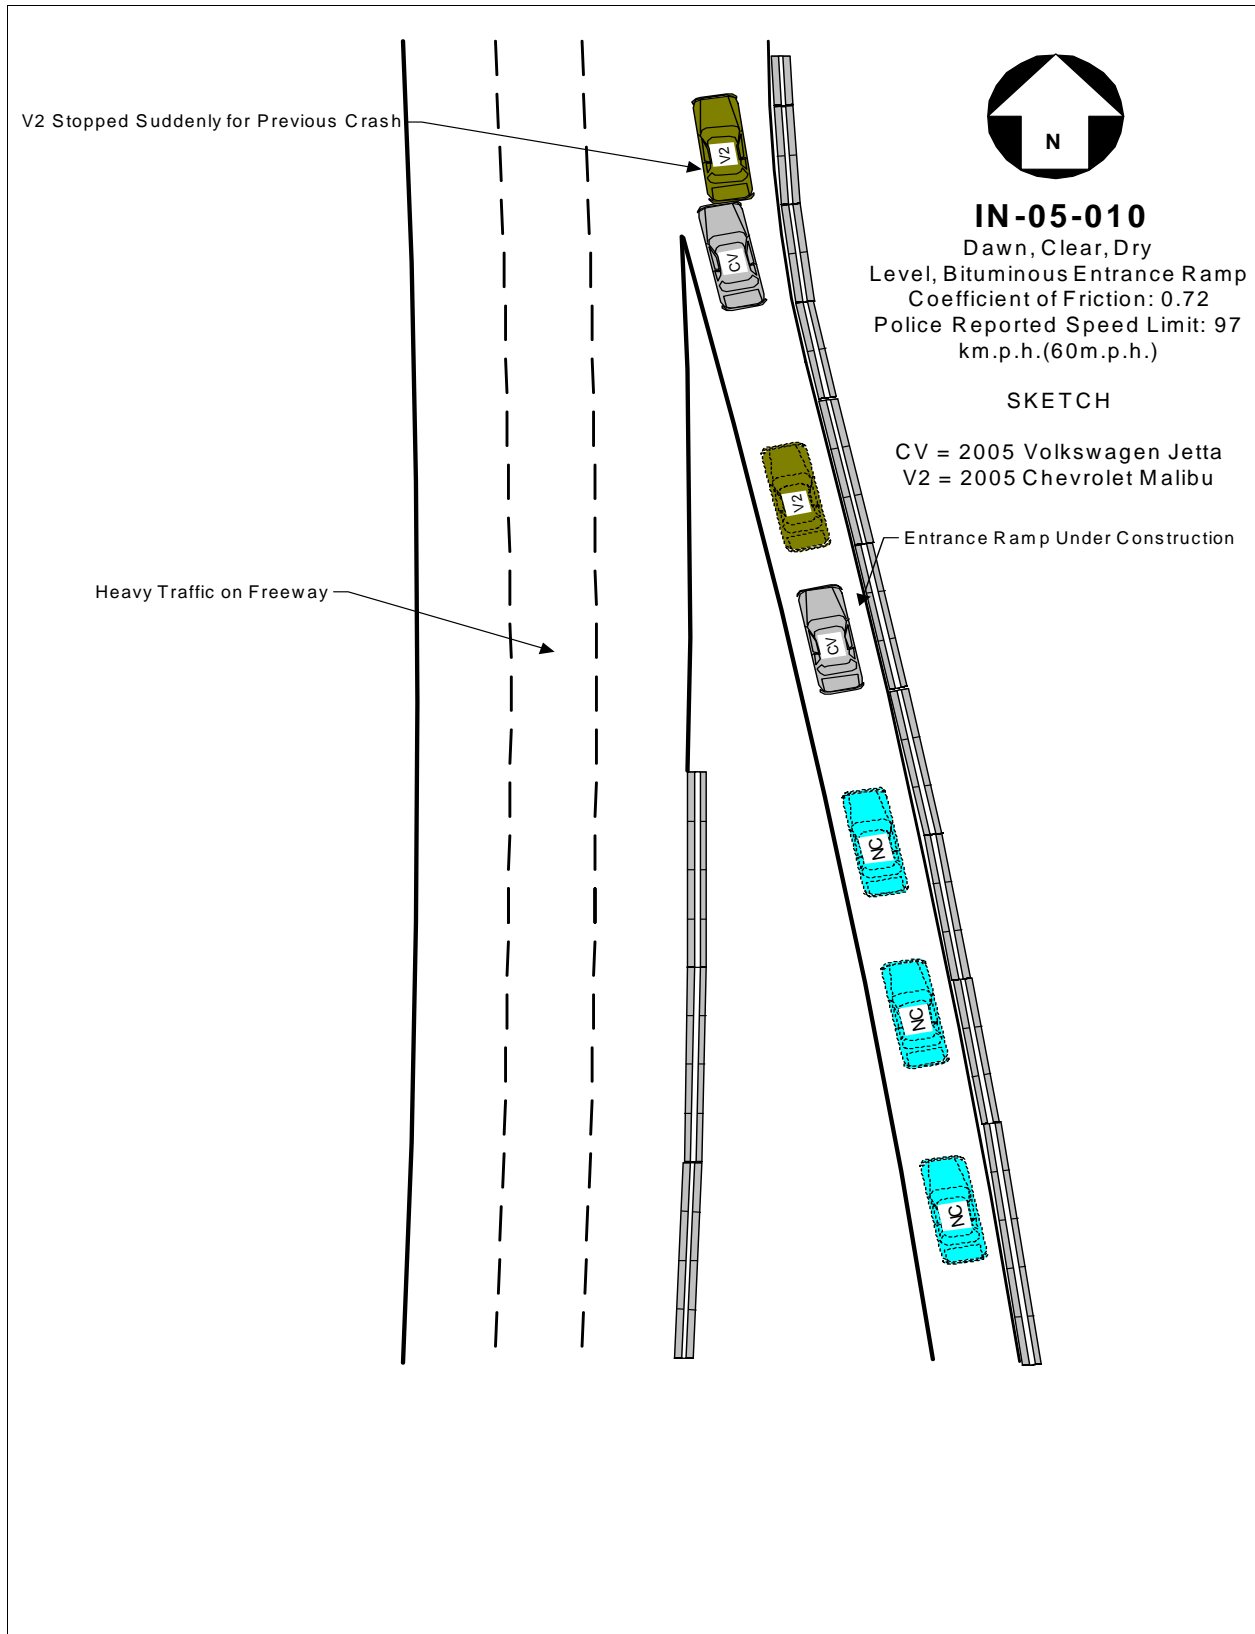 V2 Stopped Suddenly for Previous Crash
V2
CV
N
IN-05-010
Dawn, Clear, Dry
Level, Bituminous Entrance Ramp
Coefficient of Friction: 0.72
Police Reported Speed Limit: 97
km.p.h.(60m.p.h.)
SKETCH
CV = 2005 Volkswagen Jetta
V2 = 2005 Chevrolet Malibu
V2
Entrance Ramp Under Construction
Heavy Traffic on Freeway
CV
NC
NC
NC